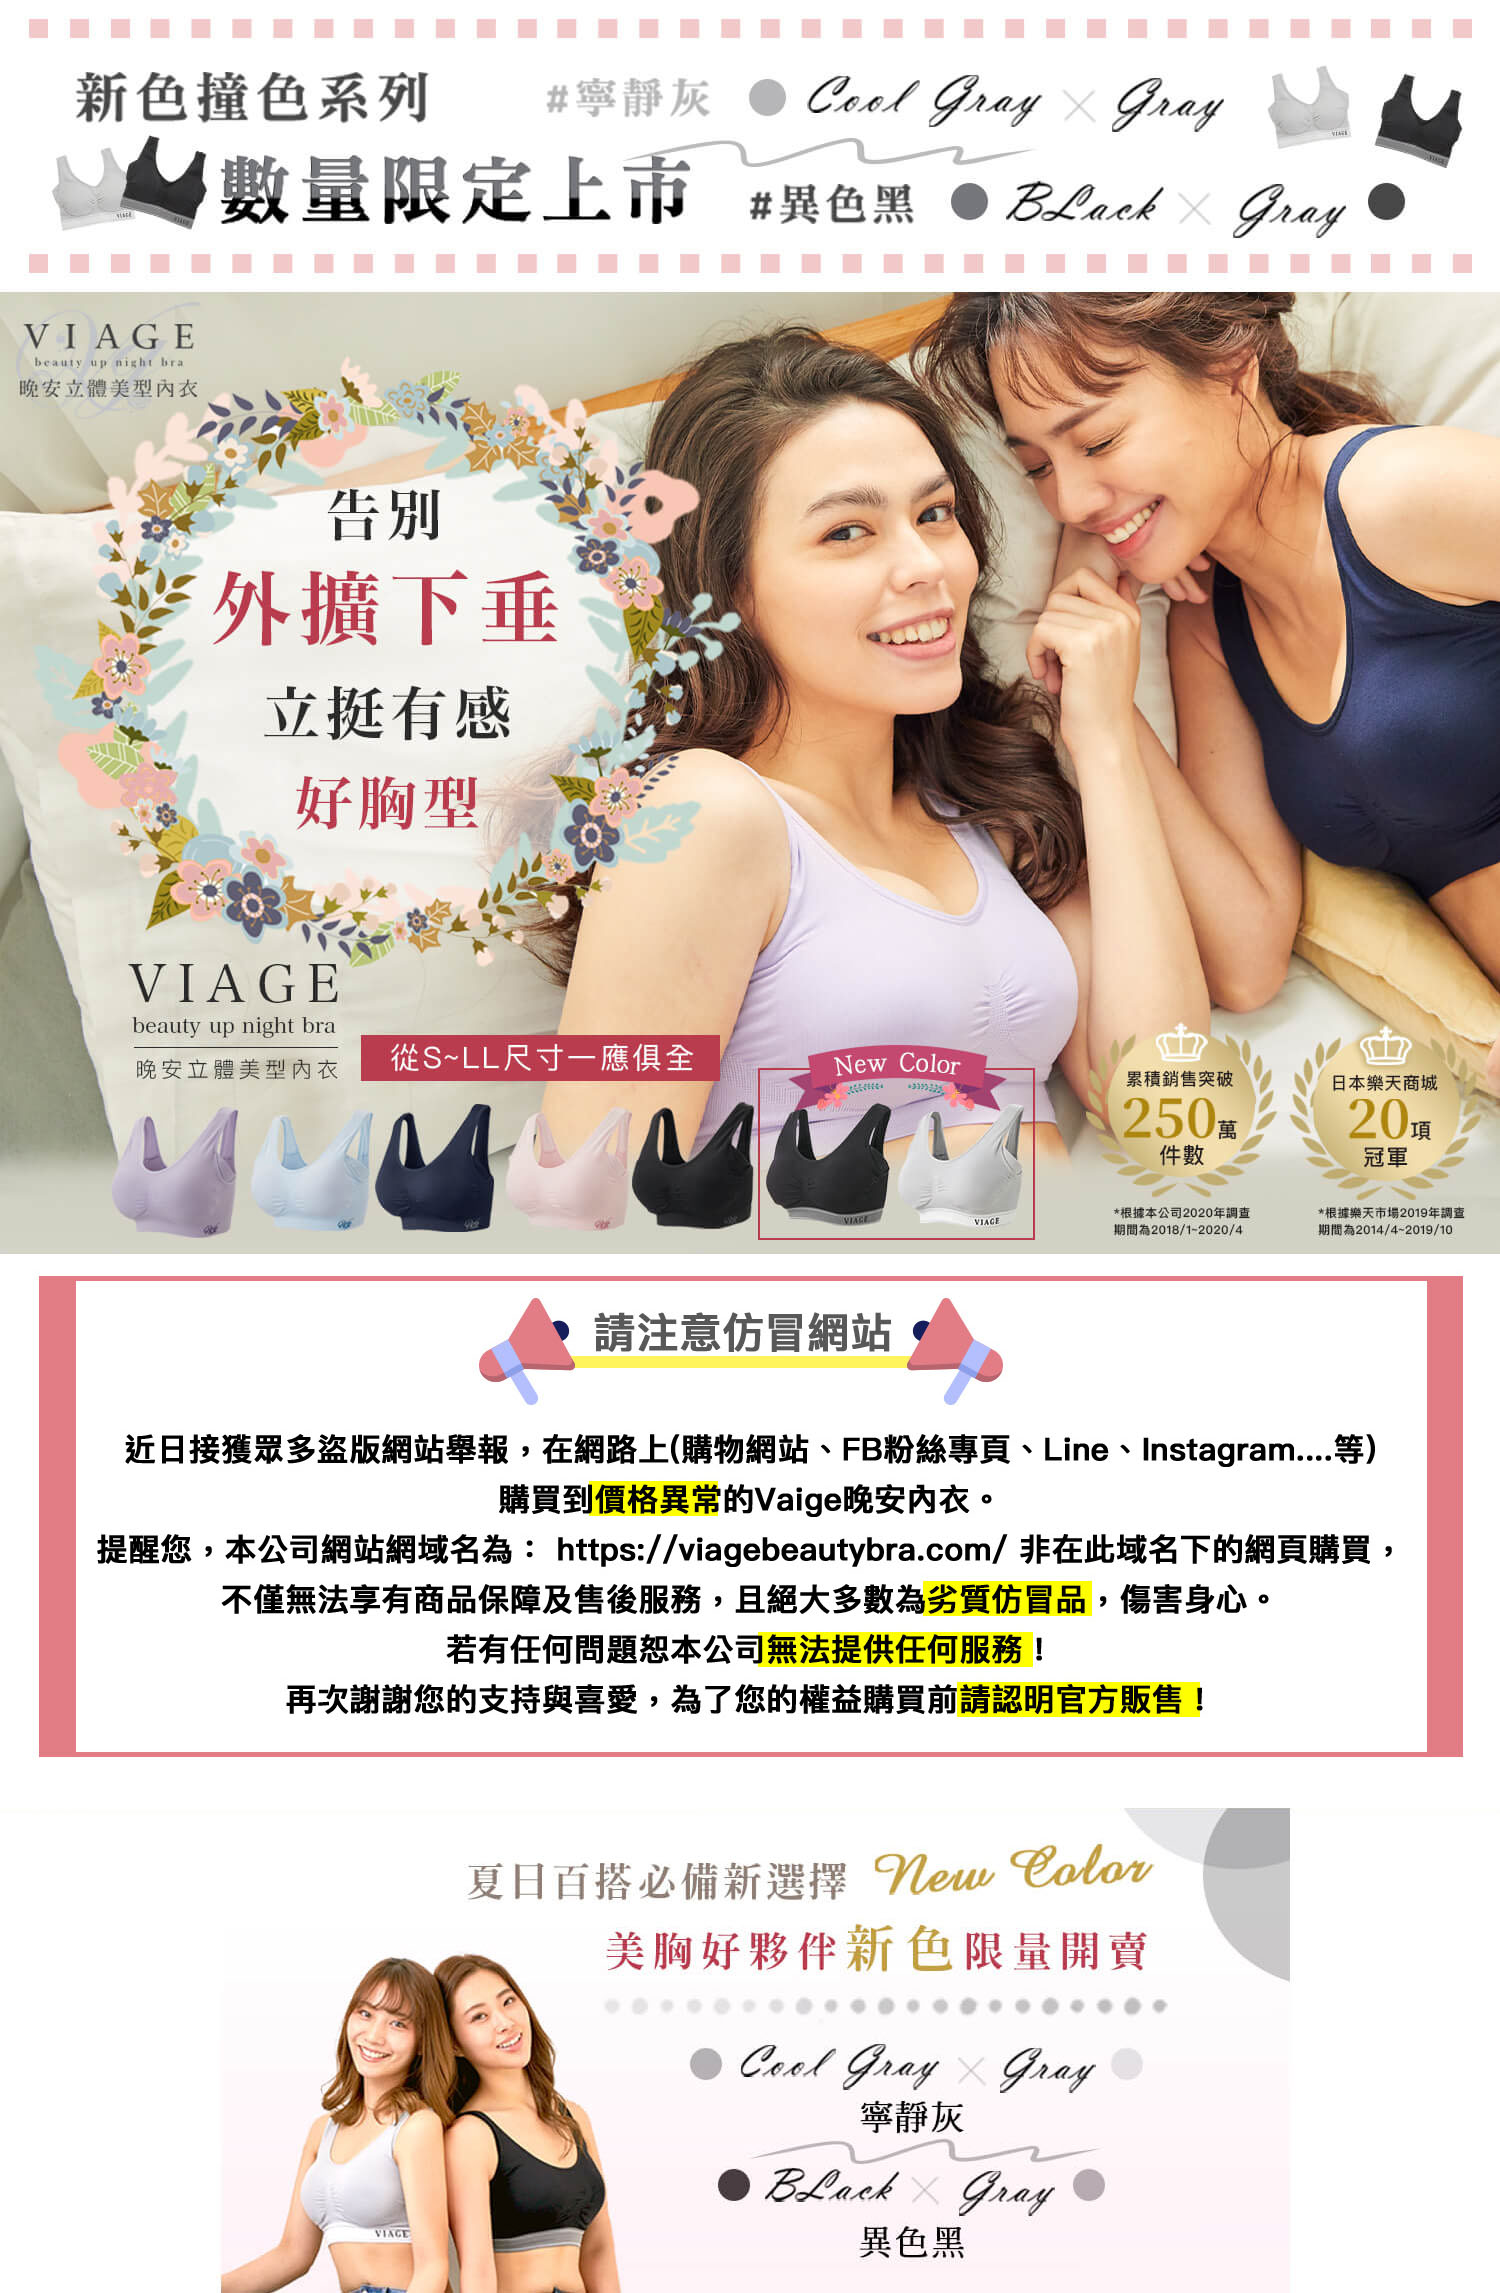 新色撞色系列
#寧靜灰 Cool Gray × Gray
VIAGE
VIAGE
數量限定上市
#異色黑 BLack × Gray
VIAGE
VIAGE
VIAGE
beauty up night bra
晚安立體美型內衣
告別
外擴下垂
立挺有感
好胸型
VIAGE
beauty up night bra
晚安立體美型內衣
從S~LL尺寸一應俱全
New Color
VIAGE
VIAGE
累積銷售突破
250萬
件數
*根據本公司2020年調查
期間為2018/1~2020/4
日本樂天商城
20項
冠軍
*根據樂天市場2019年調查
期間為2014/4~2019/10
請注意仿冒網站
近日接獲眾多盜版網站舉報，在網路上(購物網站、FB粉絲專頁、Line、Instagram....等)
購買到價格異常的Vaige晚安內衣。
提醒您，本公司網站網域名為： https://viagebeautybra.com/ 非在此域名下的網頁購買，
不僅無法享有商品保障及售後服務，且絕大多數為劣質仿冒品，傷害身心。
若有任何問題恕本公司無法提供任何服務！
再次謝謝您的支持與喜愛，為了您的權益購買前請認明官方販售！
夏日百搭必備新選擇 New Color
美胸好夥伴新色限量開賣
Cool Gray × Gray
寧靜灰
BLack × Gray
異色黑
VIAGE